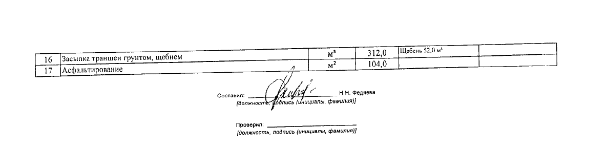 16 Засыпка траншеи грунтом, щебнем м³ 312,0 Щебень 52,0 м³
17 Асфальтирование м² 104,0
Составил: Н.Н. Федяева
[должность, подпись (инициалы, фамилия)]
Проверил:
[должность, подпись (инициалы, фамилия)]